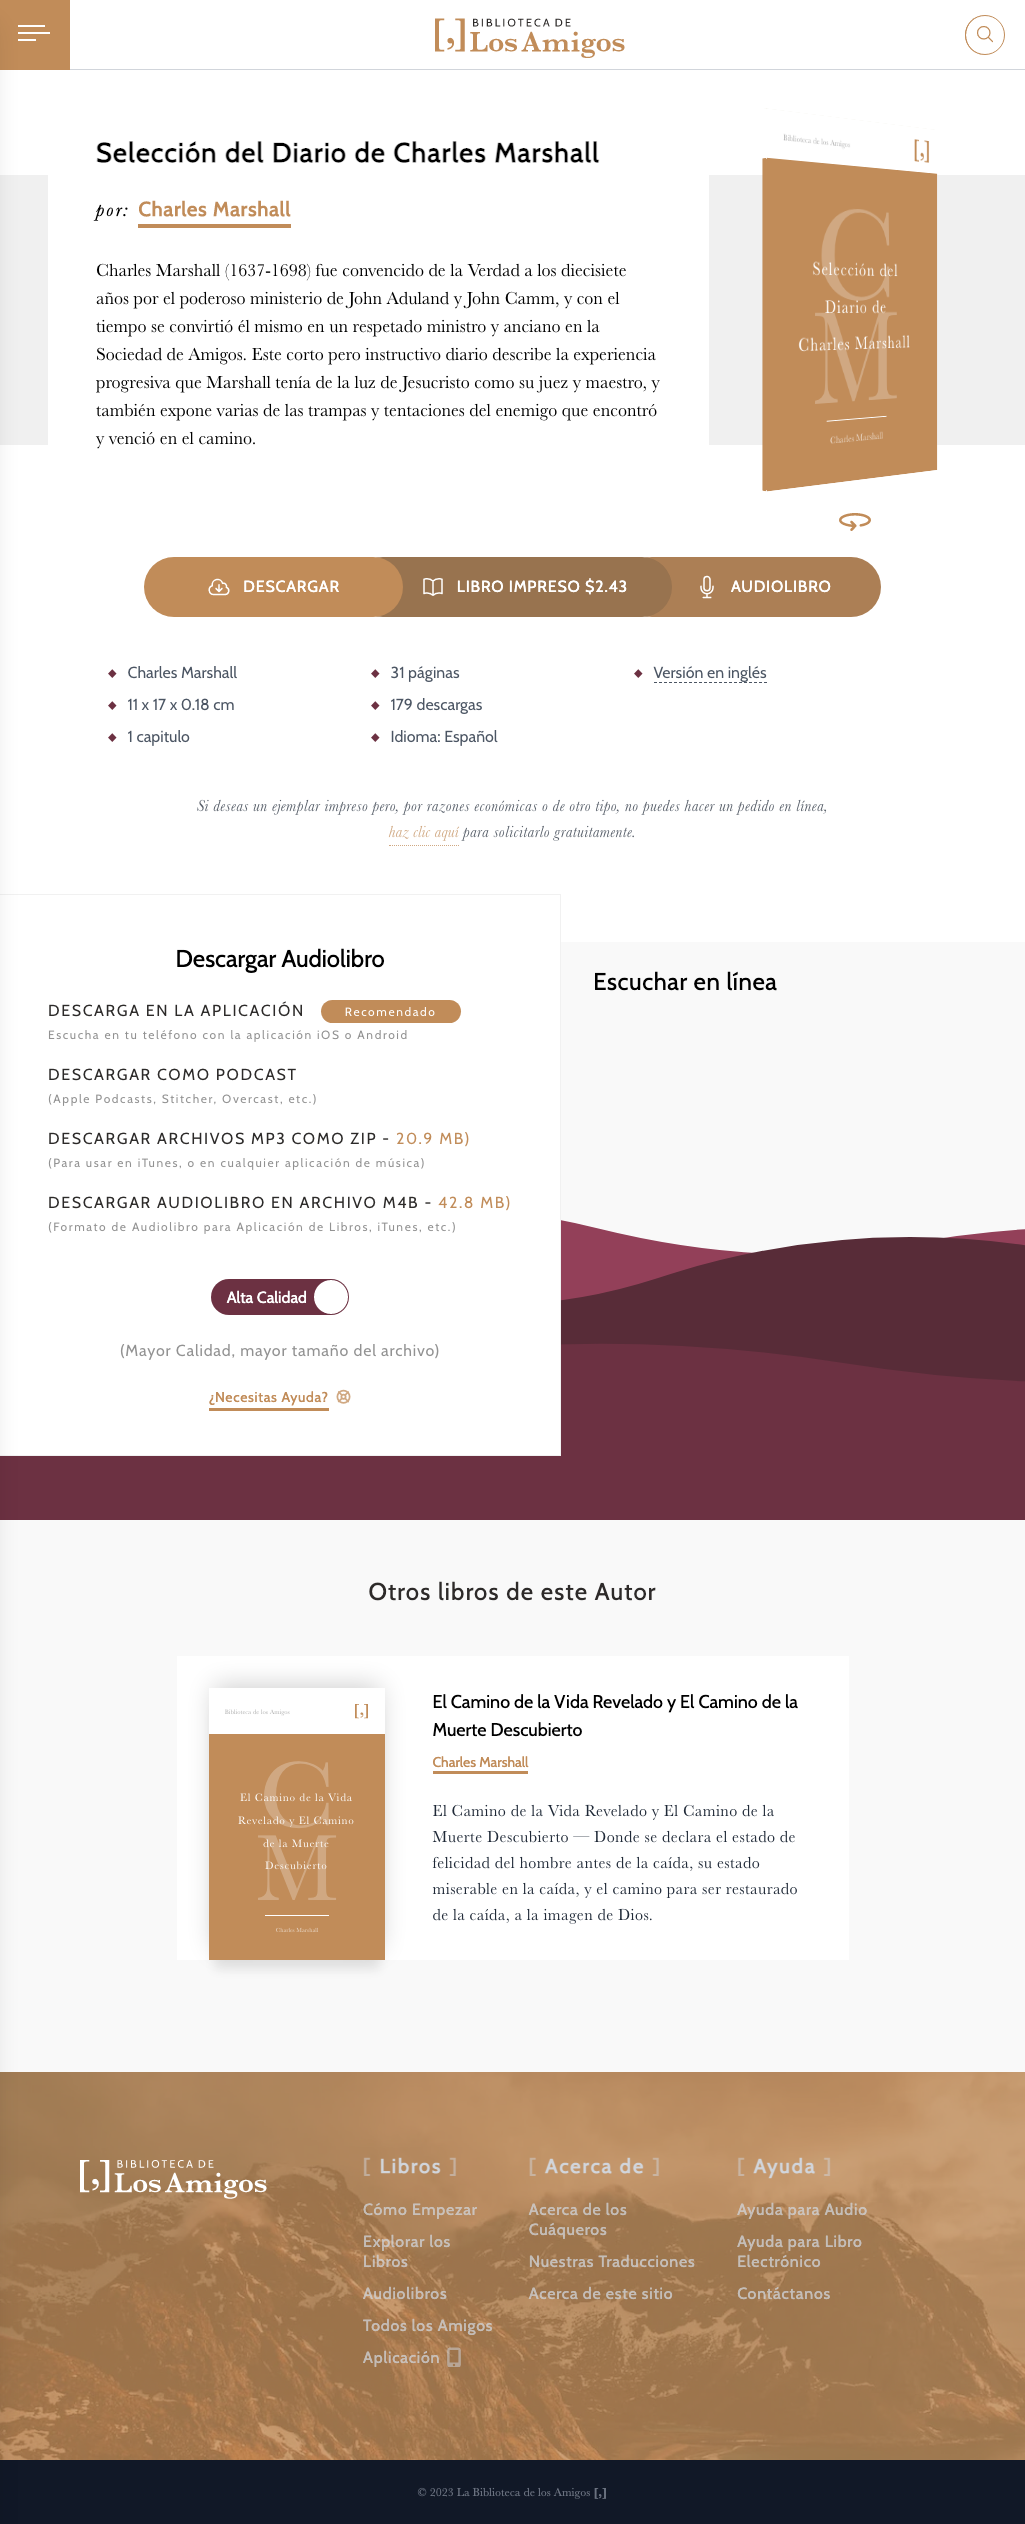 BIBLIOTECA DE
[,] Los Amigos
Selección del Diario de Charles Marshall
por: Charles Marshall
Charles Marshall (1637-1698) fue convencido de la Verdad a los diecisiete
años por el poderoso ministerio de John Aduland y John Camm, y con el
tiempo se convirtió él mismo en un respetado ministro y anciano en la
Sociedad de Amigos. Este corto pero instructivo diario describe la experiencia
progresiva que Marshall tenía de la luz de Jesucristo como su juez y maestro, y
también expone varias de las trampas y tentaciones del enemigo que encontró
y venció en el camino.
Biblioteca de los Amigos [,]
C
M
Selección del
Diario de
Charles Marshall
Charles Marshall
DESCARGAR
LIBRO IMPRESO $2.43
AUDIOLIBRO
Charles Marshall
11 x 17 x 0.18 cm
1 capitulo
31 páginas
179 descargas
Idioma: Español
Versión en inglés
Si deseas un ejemplar impreso pero, por razones económicas o de otro tipo, no puedes hacer un pedido en línea,
haz clic aquí para solicitarlo gratuitamente.
Descargar Audiolibro
DESCARGA EN LA APLICACIÓN Recomendado
Escucha en tu teléfono con la aplicación iOS o Android
DESCARGAR COMO PODCAST
(Apple Podcasts, Stitcher, Overcast, etc.)
DESCARGAR ARCHIVOS MP3 COMO ZIP - 20.9 MB)
(Para usar en iTunes, o en cualquier aplicación de música)
DESCARGAR AUDIOLIBRO EN ARCHIVO M4B - 42.8 MB)
(Formato de Audiolibro para Aplicación de Libros, iTunes, etc.)
Alta Calidad
(Mayor Calidad, mayor tamaño del archivo)
¿Necesitas Ayuda?
Escuchar en línea
Otros libros de este Autor
Biblioteca de los Amigos [,]
C
M
El Camino de la Vida
Revelado y El Camino
de la Muerte
Descubierto
Charles Marshall
El Camino de la Vida Revelado y El Camino de la
Muerte Descubierto
Charles Marshall
El Camino de la Vida Revelado y El Camino de la
Muerte Descubierto — Donde se declara el estado de
felicidad del hombre antes de la caída, su estado
miserable en la caída, y el camino para ser restaurado
de la caída, a la imagen de Dios.
BIBLIOTECA DE
[,] Los Amigos
[ Libros ]
Cómo Empezar
Explorar los
Libros
Audiolibros
Todos los Amigos
Aplicación
[ Acerca de ]
Acerca de los
Cuáqueros
Nuestras Traducciones
Acerca de este sitio
[ Ayuda ]
Ayuda para Audio
Ayuda para Libro
Electrónico
Contáctanos
© 2023 La Biblioteca de los Amigos [,]